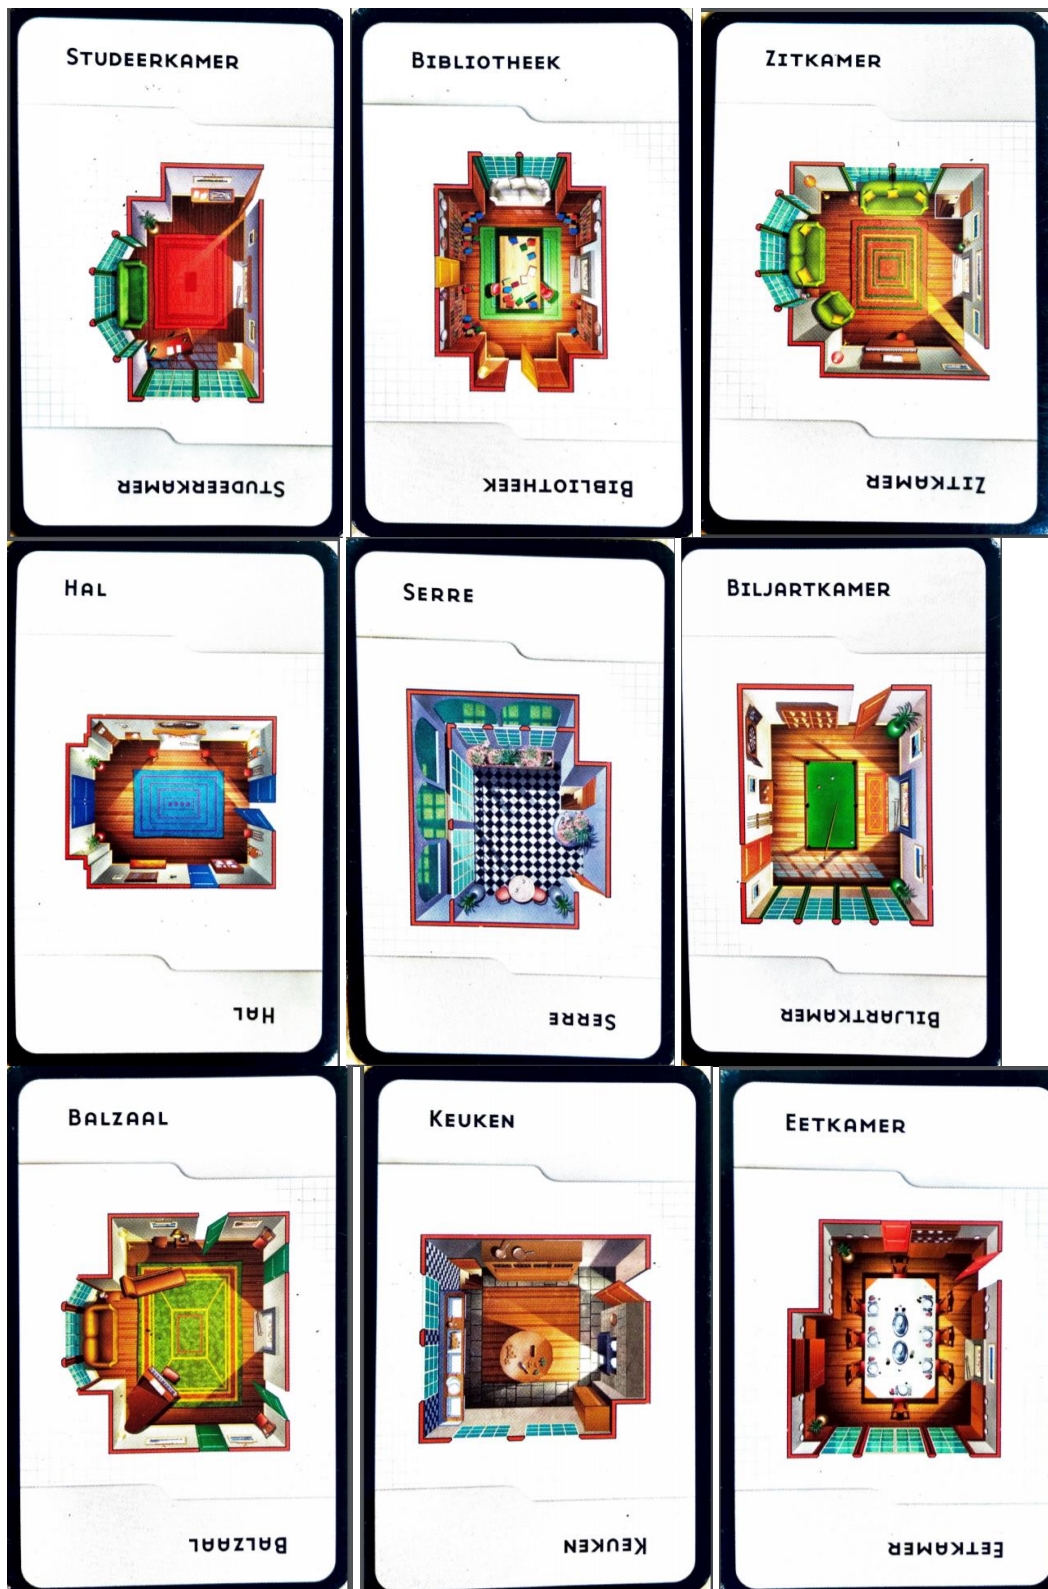 Studeerkamer
Studeerkamer
Bibliotheek
Bibliotheek
Zitkamer
Zitkamer
Hal
Hal
Serre
Serre
Biljartkamer
Biljartkamer
Balzaal
Balzaal
Keuken
Keuken
Eetkamer
Eetkamer